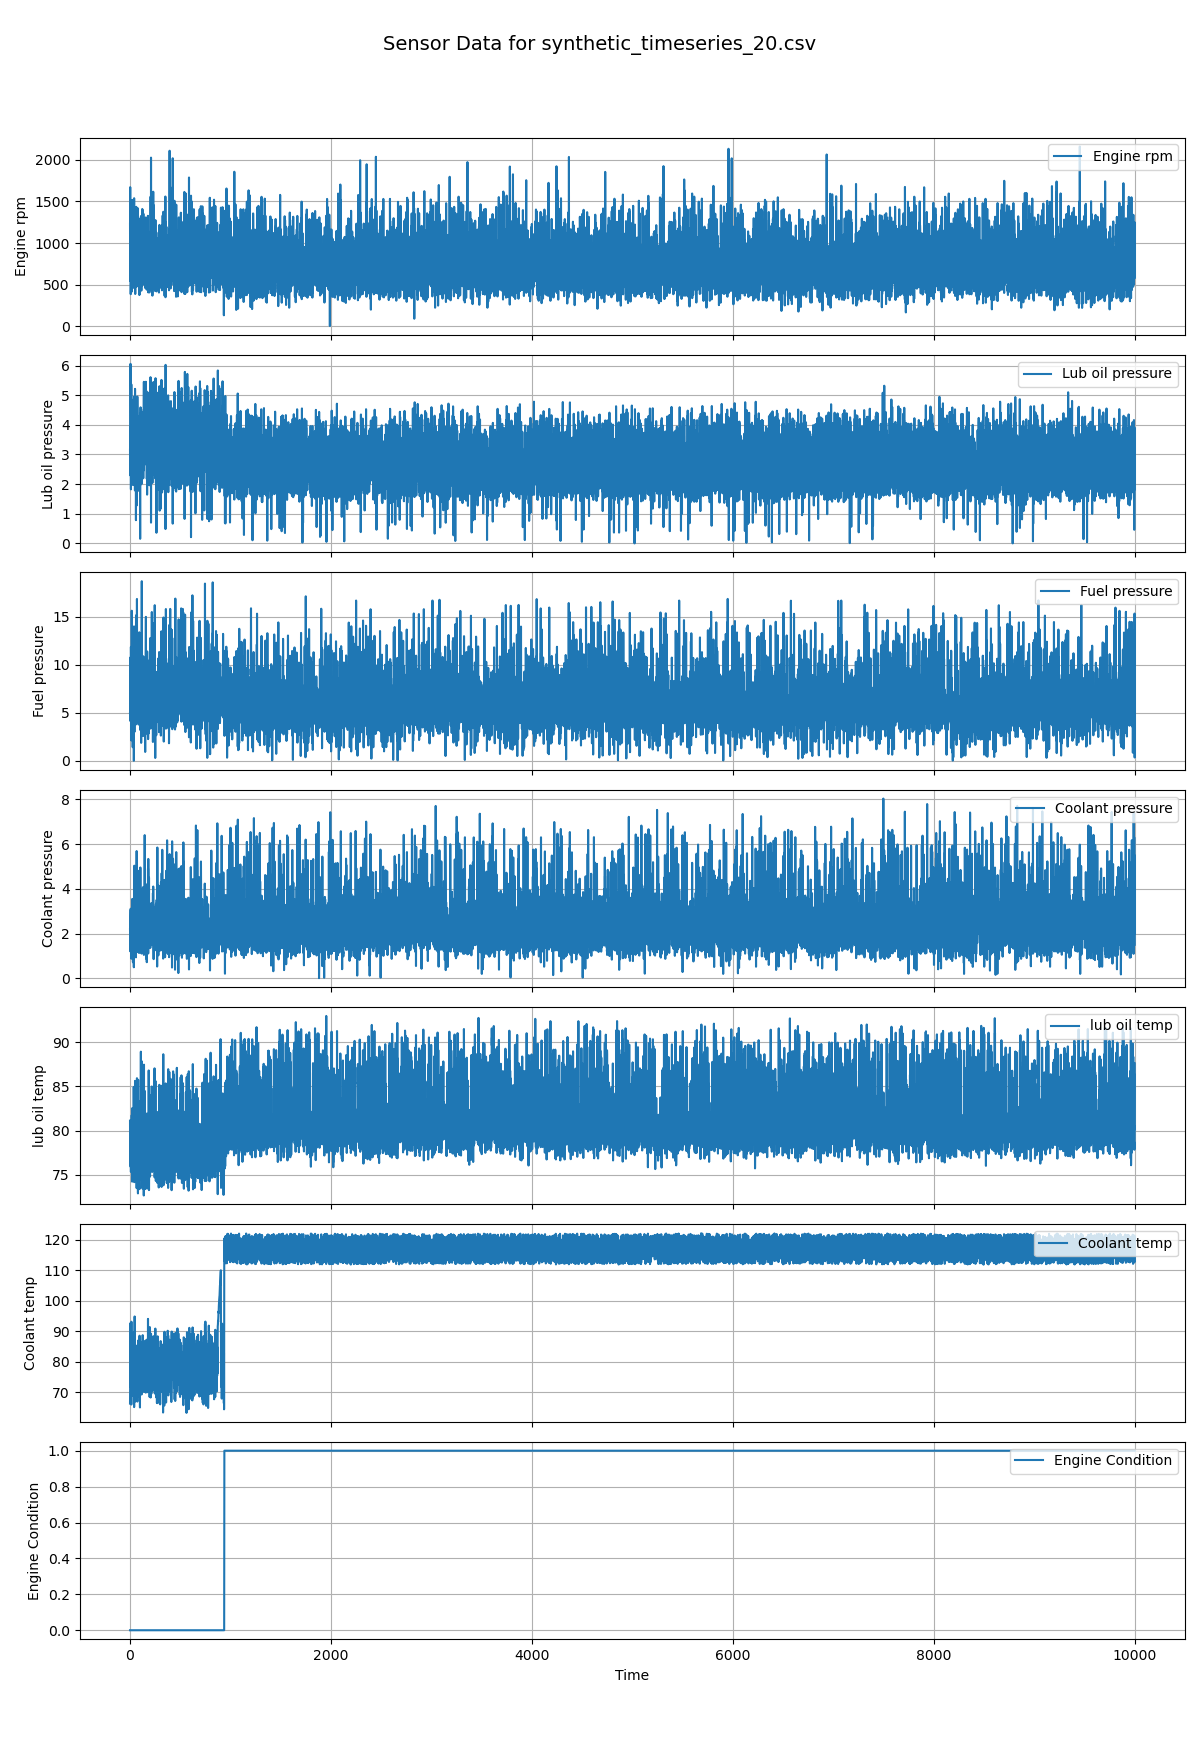 Sensor Data for synthetic_timeseries_20.csv
Engine rpm
2000
1500
1000
500
0
Engine rpm
Lub oil pressure
6
5
4
3
2
1
0
Lub oil pressure
Fuel pressure
15
10
5
0
Fuel pressure
Coolant pressure
8
6
4
2
0
Coolant pressure
lub oil temp
90
85
80
75
lub oil temp
Coolant temp
120
110
100
90
80
70
Coolant temp
Engine Condition
1.0
0.8
0.6
0.4
0.2
0.0
Engine Condition
0 2000 4000 6000 8000 10000
Time